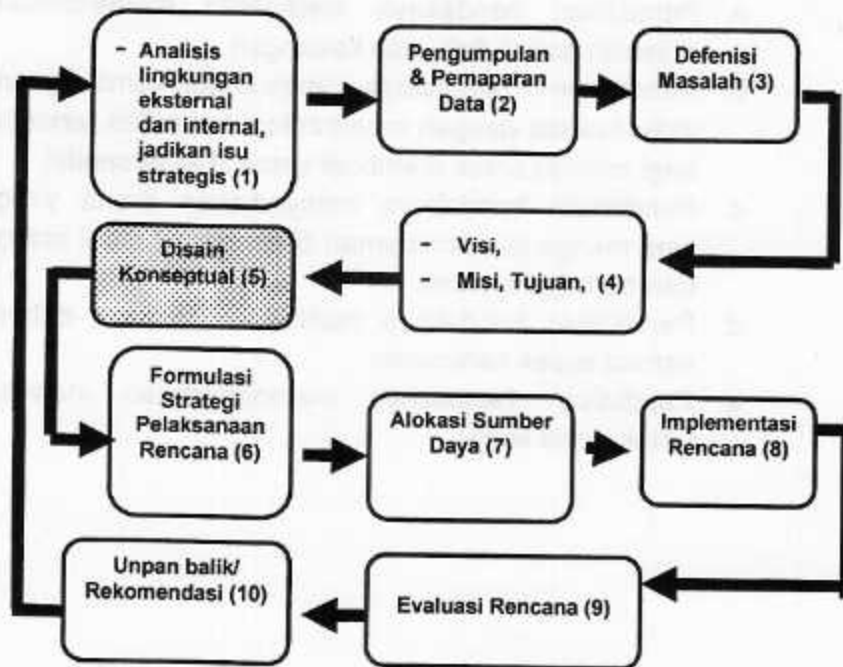 - Analisis
lingkungan
eksternal
dan internal,
jadikan isu
strategis (1)
Pengumpulan
& Pemaparan
Data (2)
Defenisi
Masalah (3)
- Visi,
- Misi, Tujuan, (4)
Disain
Konseptual (5)
Formulasi
Strategi
Pelaksanaan
Rencana (6)
Alokasi Sumber
Daya (7)
Implementasi
Rencana (8)
Evaluasi Rencana (9)
Unpan balik/
Rekomendasi (10)